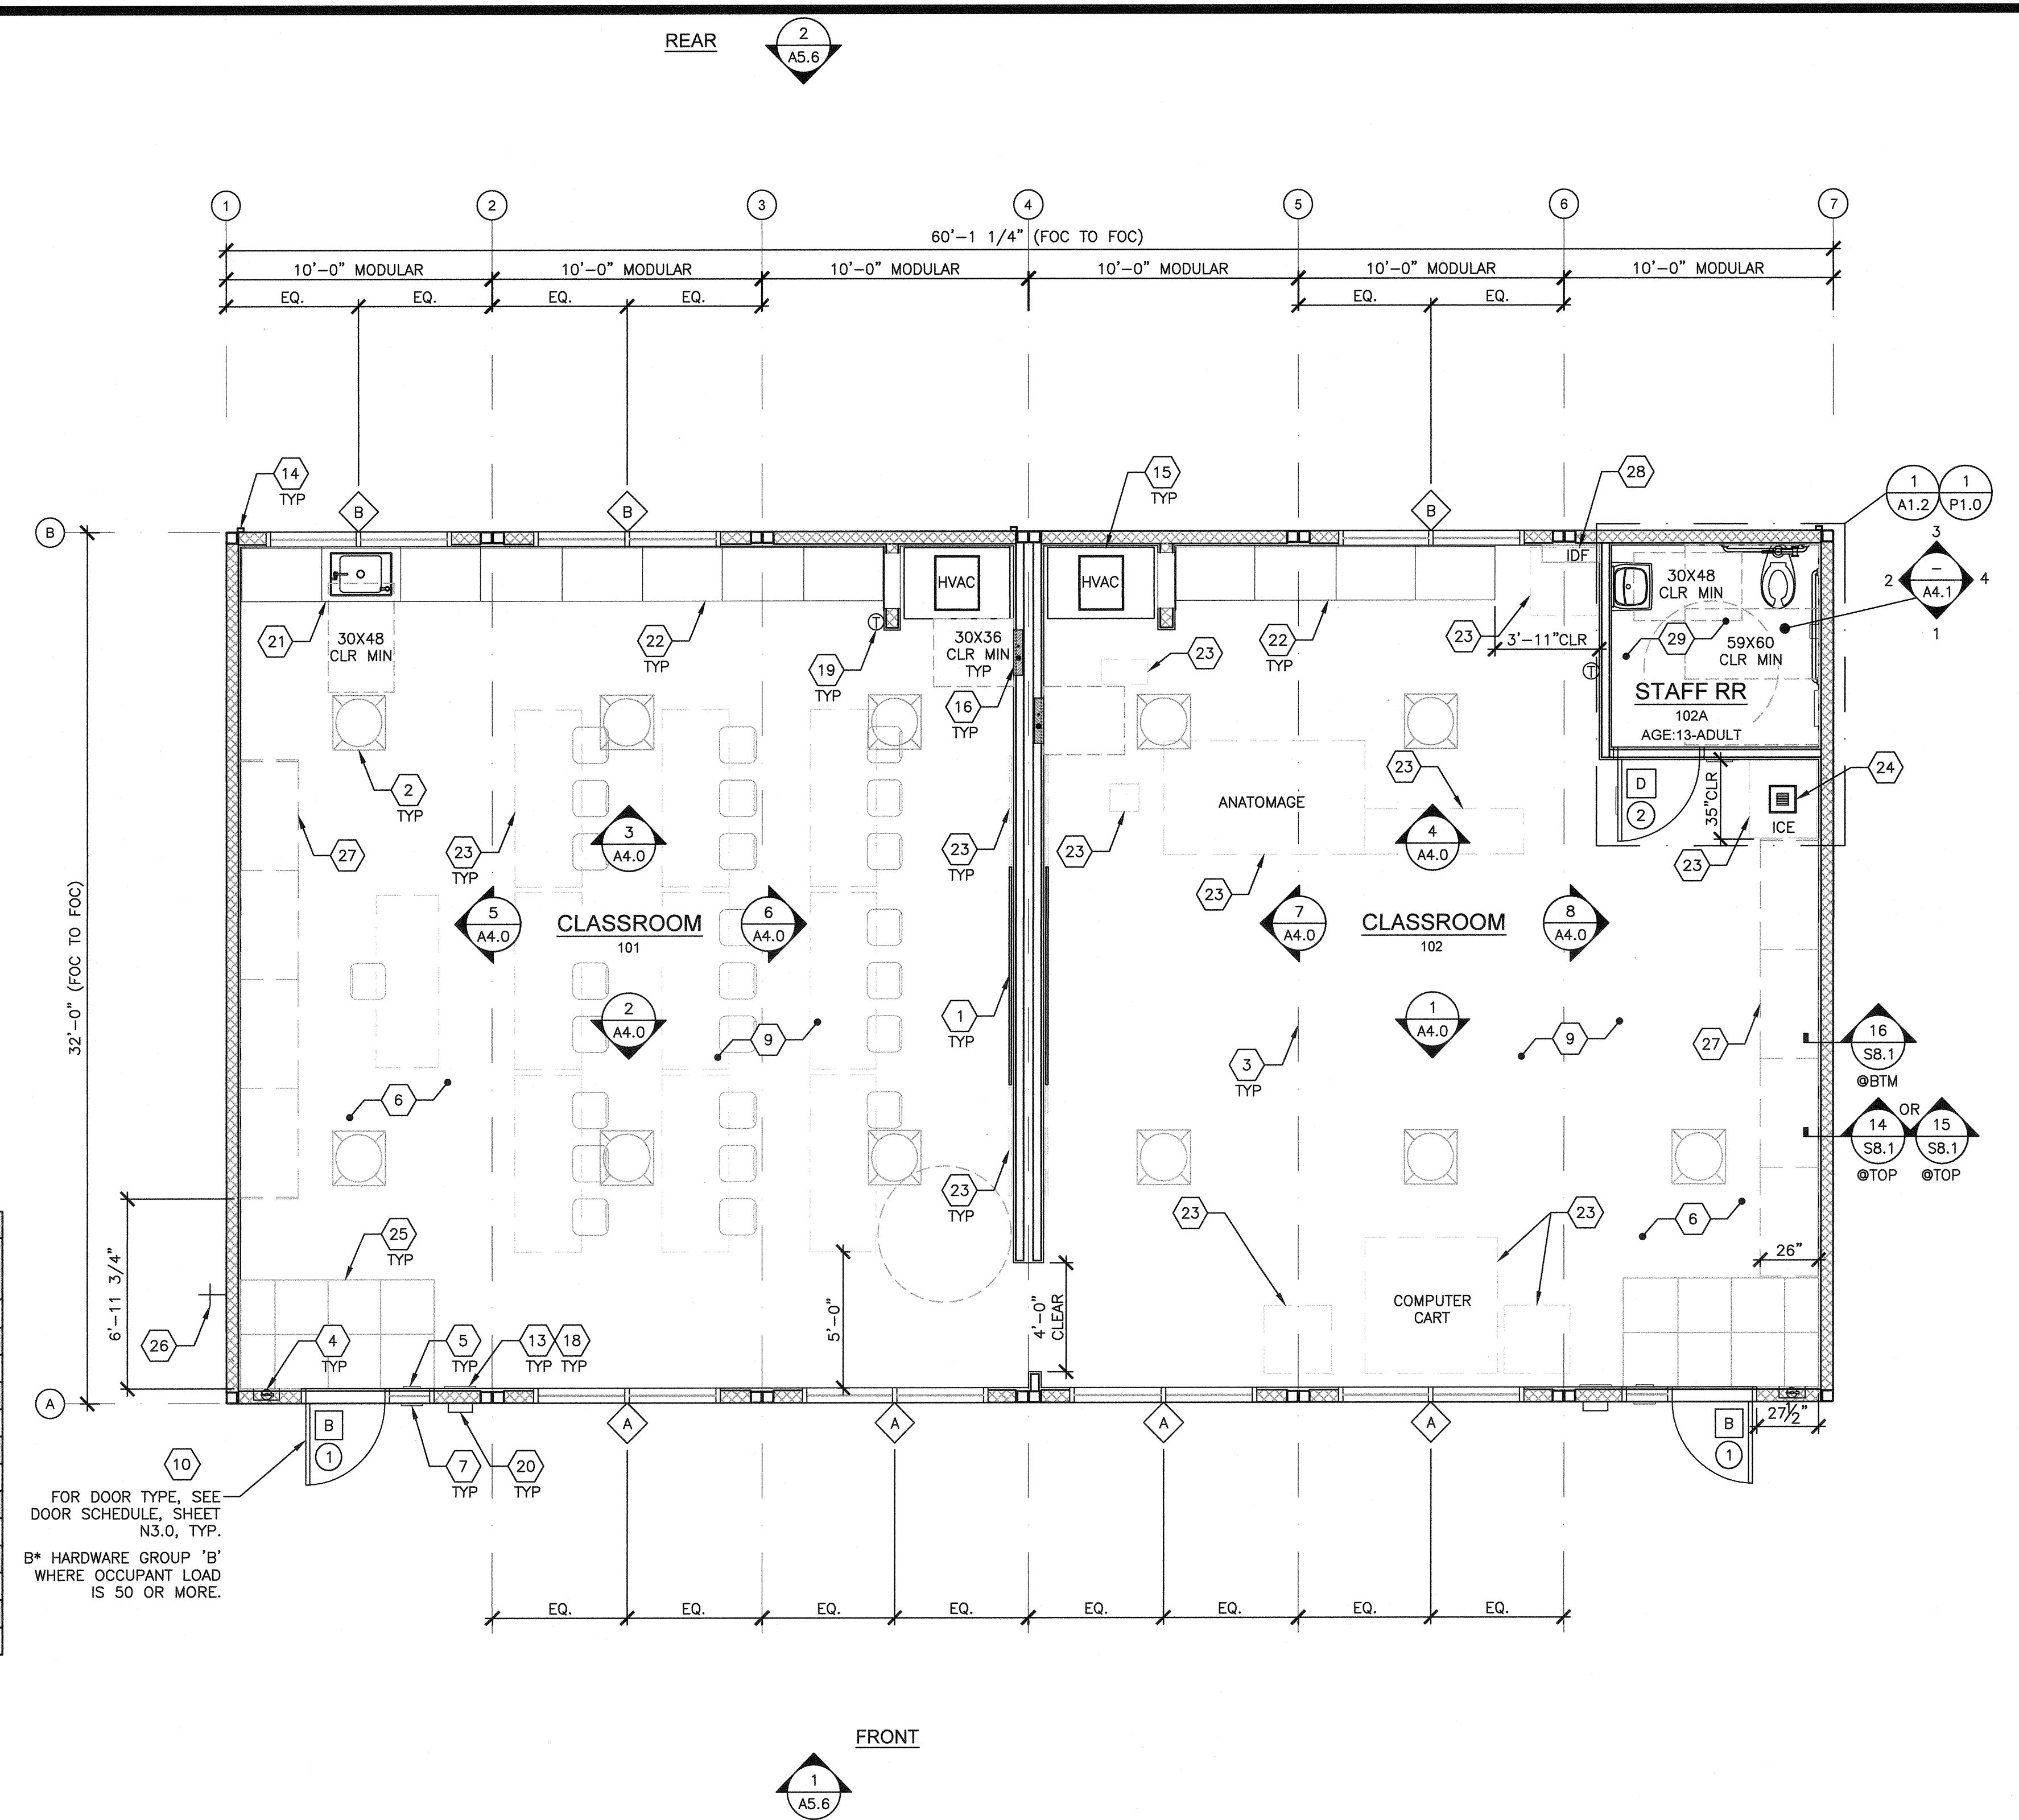 REAR
2
A5.6
1
2
3
4
5
6
7
60'-1 1/4" (FOC TO FOC)
10'-0" MODULAR
10'-0" MODULAR
10'-0" MODULAR
10'-0" MODULAR
10'-0" MODULAR
10'-0" MODULAR
EQ.
EQ.
EQ.
EQ.
EQ.
EQ.
14
TYP
B
B
15
TYP
B
28
1
A1.2
1
P1.0
B
3
2
–
A4.1
4
1
IDF
HVAC
HVAC
30X48
CLR MIN
21
30X48
CLR MIN
22
TYP
19
TYP
T
30X36
CLR MIN
TYP
16
TYP
23
22
TYP
23
3'-11"CLR
T
29
59X60
CLR MIN
STAFF RR
102A
AGE:13-ADULT
2
TYP
27
23
TYP
3
A4.0
23
TYP
23
ANATOMAGE
23
23
4
A4.0
D
2
35"CLR
24
ICE
23
5
A4.0
CLASSROOM
101
6
A4.0
7
A4.0
CLASSROOM
102
8
A4.0
32'-0" (FOC TO FOC)
2
A4.0
9
1
TYP
3
TYP
1
A4.0
9
27
16
S8.1
@BTM
6
OR
14
S8.1
@TOP
15
S8.1
@TOP
23
TYP
23
23
6
26"
6'-11 3/4"
25
TYP
26
4
TYP
5
TYP
13
TYP
18
TYP
5'-0"
4'-0"
CLEAR
COMPUTER
CART
A
B
1
7
TYP
20
TYP
A
A
A
A
27½"
B
1
10
FOR DOOR TYPE, SEE
DOOR SCHEDULE, SHEET
N3.0, TYP.
B* HARDWARE GROUP 'B'
WHERE OCCUPANT LOAD
IS 50 OR MORE.
EQ.
EQ.
EQ.
EQ.
EQ.
EQ.
EQ.
EQ.
FRONT
1
A5.6